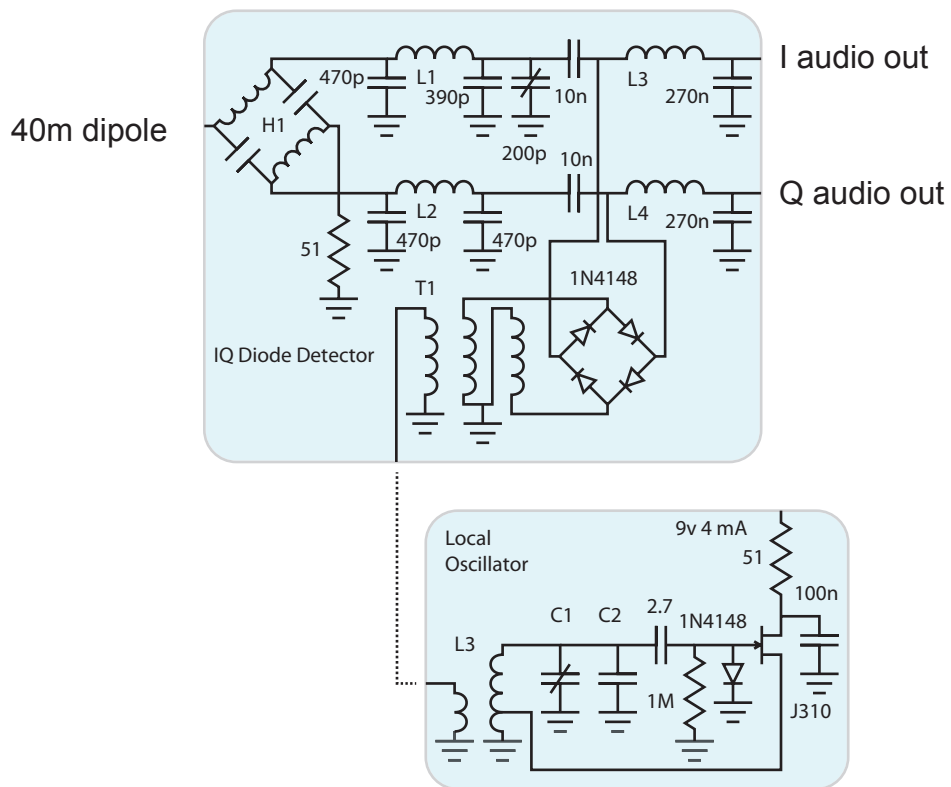 I audio out
470p
L1
390p
10n
L3
270n
40m dipole
H1
200p
10n
Q audio out
L2
L4
51
470p
470p
270n
1N4148
T1
IQ Diode Detector
Local
Oscillator
9v 4 mA
51
100n
C1
C2
2.7
1N4148
L3
1M
J310